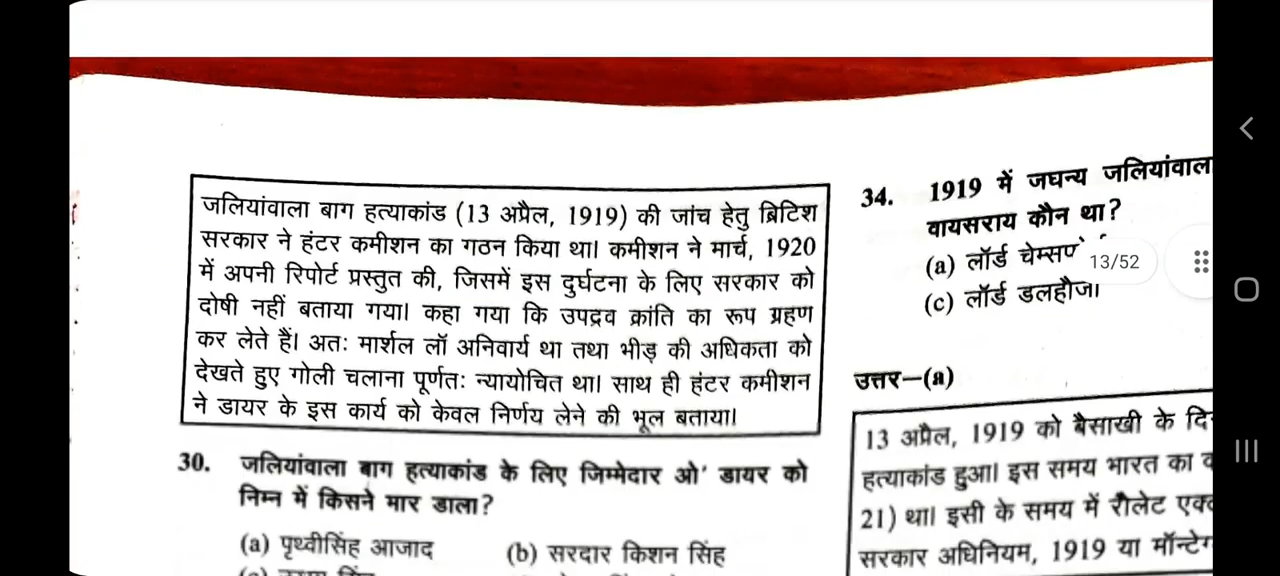 जलियांवाला बाग हत्याकांड (13 अप्रैल, 1919) की जांच हेतु ब्रिटिश
सरकार ने हंटर कमीशन का गठन किया था। कमीशन ने मार्च, 1920
में अपनी रिपोर्ट प्रस्तुत की, जिसमें इस दुर्घटना के लिए सरकार को
दोषी नहीं बताया गया। कहा गया कि उपद्रव क्रांति का रूप ग्रहण
कर लेते हैं। अतः मार्शल लॉ अनिवार्य था तथा भीड़ की अधिकता को
देखते हुए गोली चलाना पूर्णतः न्यायोचित था। साथ ही हंटर कमीशन
ने डायर के इस कार्य को केवल निर्णय लेने की भूल बताया।
30. जलियांवाला बाग हत्याकांड के लिए जिम्मेदार ओ' डायर को
निम्न में किसने मार डाला?
(a) पृथ्वीसिंह आजाद (b) सरदार किशन सिंह
34. 1919 में जघन्य जलियांवाल
वायसराय कौन था?
(a) लॉर्ड
(c) लॉर्ड डलहौजी
13/52
उत्तर–(a)
13 अप्रैल, 1919 को बैसाखी के
हत्याकांड हुआ। इस समय भारत का
21) था। इसी के समय में रौलेट
सरकार अधिनियम, 1919 या